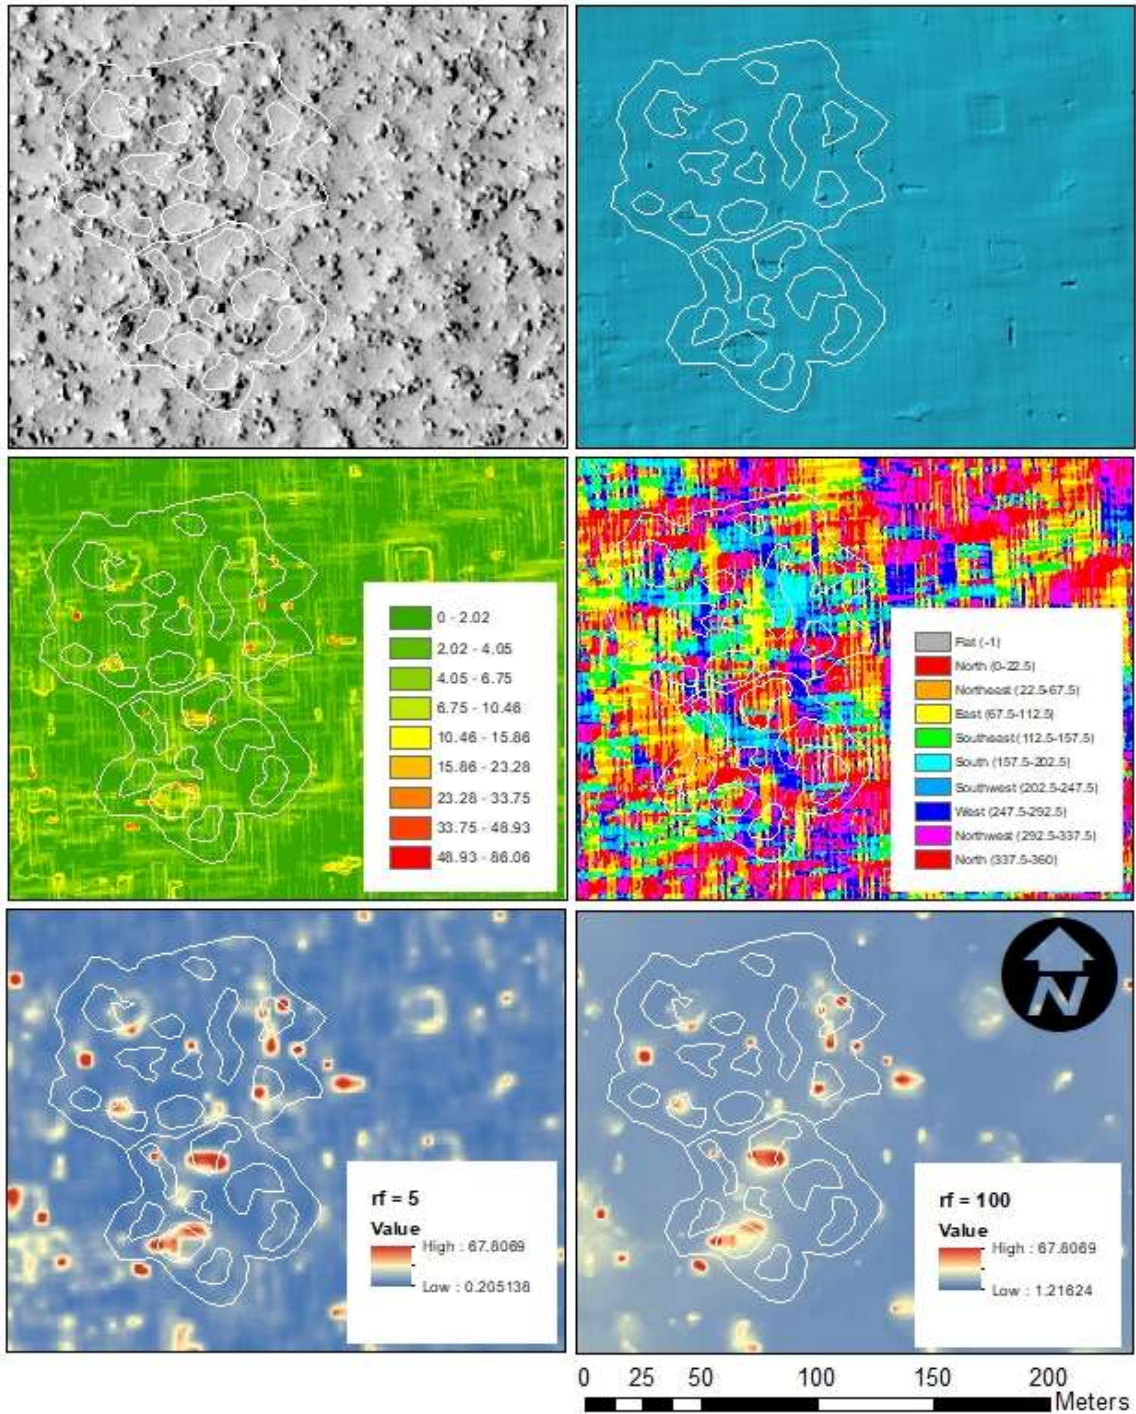 0 - 2.02
2.02 - 4.05
4.05 - 6.75
6.75 - 10.46
10.46 - 15.86
15.86 - 23.28
23.28 - 33.75
33.75 - 48.93
48.93 - 86.06
Flat (-1)
North (0-22.5)
Northeast (22.5-67.5)
East (67.5-112.5)
Southeast (112.5-157.5)
South (157.5-202.5)
Southwest (202.5-247.5)
West (247.5-292.5)
Northwest (292.5-337.5)
North (337.5-360)
rf = 5
Value
High : 67.8069
Low : 0.205138
N
rf = 100
Value
High : 67.8069
Low : 1.21624
0 25 50 100 150 200
Meters